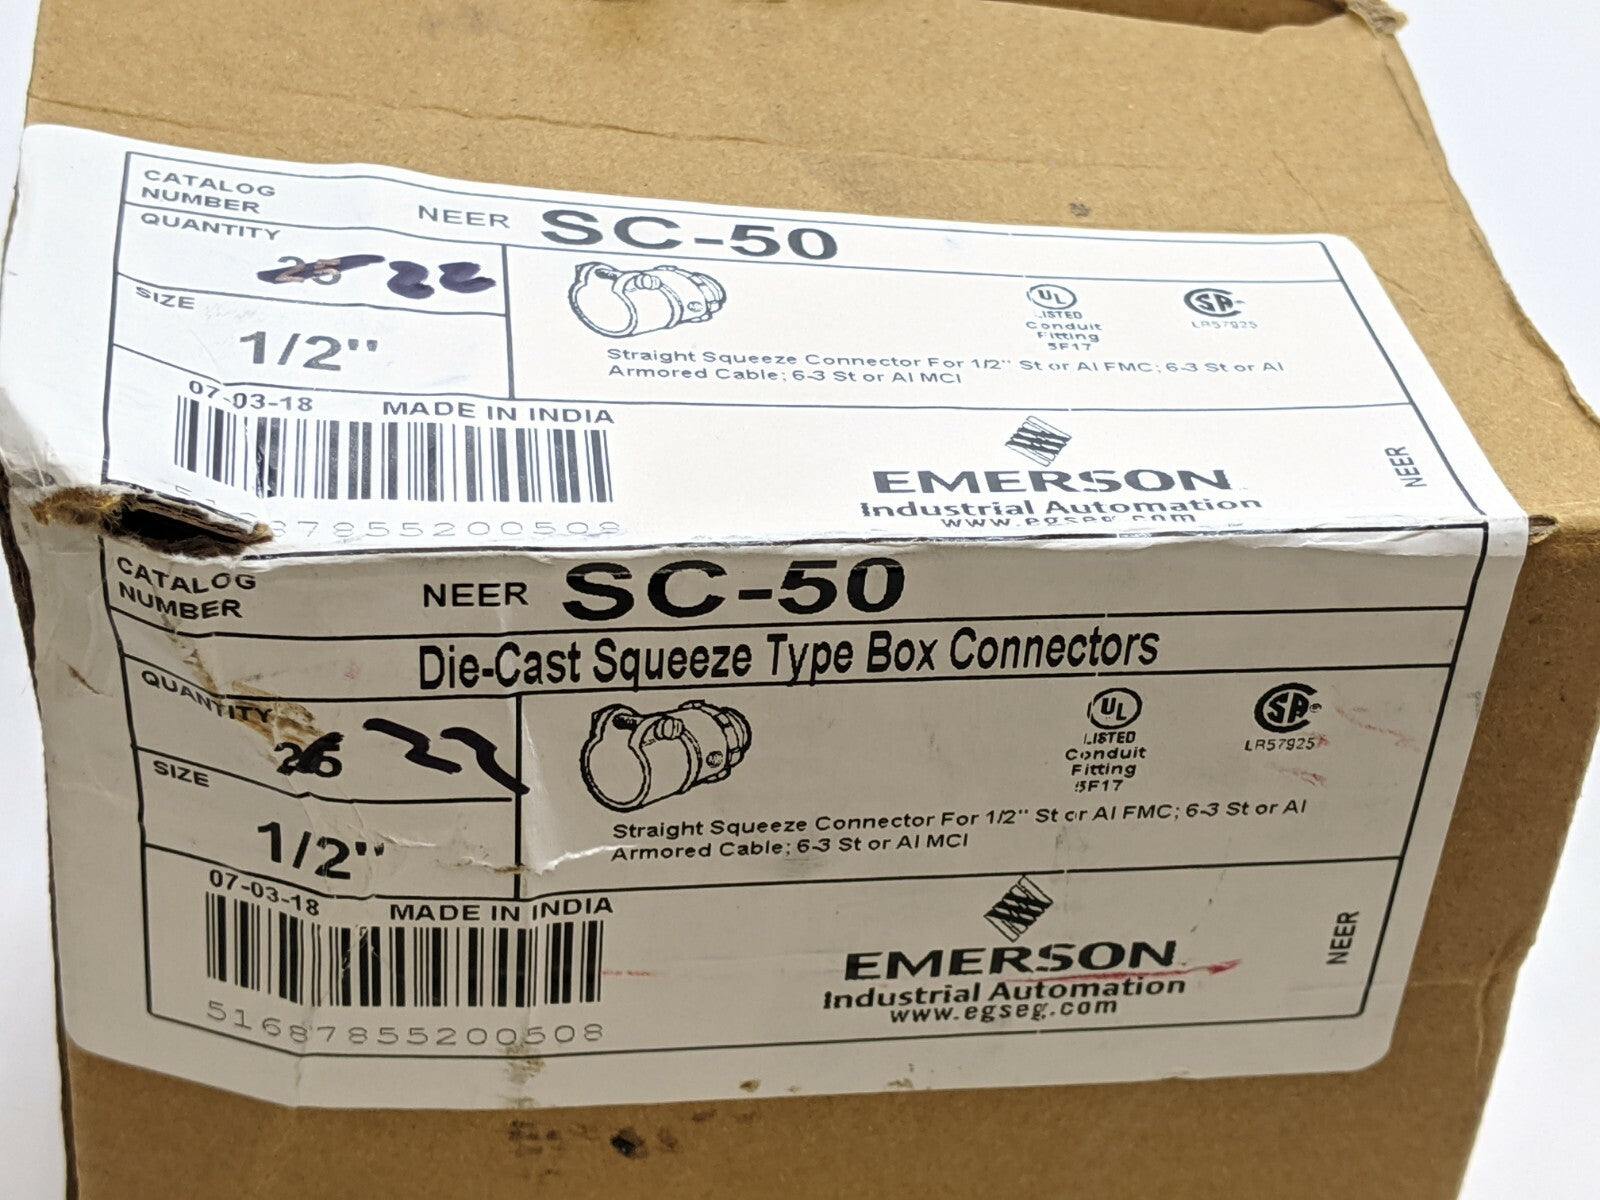 CATALOG
NUMBER
NEER SC-50
QUANTITY
25 22
SIZE
1/2"
UL
LISTED
Conduit
Fitting
5F17
LR57925
Straight Squeeze Connector For 1/2" St or Al FMC; 6-3 St or Al
Armored Cable; 6-3 St or Al MCI
07-03-18 MADE IN INDIA
EMERSON
Industrial Automation
www.egseg.com
NEER
CATALOG
NUMBER
NEER SC-50
Die-Cast Squeeze Type Box Connectors
QUANTITY
25 22
SIZE
1/2"
UL
LISTED
Conduit
Fitting
5F17
LR57925
Straight Squeeze Connector For 1/2" St or Al FMC; 6-3 St or Al
Armored Cable; 6-3 St or Al MCI
07-03-18 MADE IN INDIA
51687855200508
EMERSON
Industrial Automation
www.egseg.com
NEER